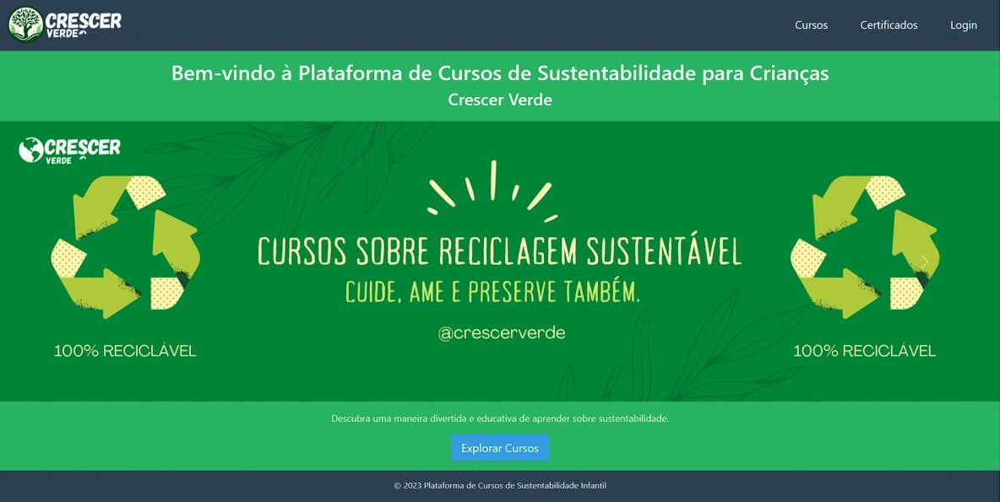 CRESCER
VERDE
Cursos Certificados Login
Bem-vindo à Plataforma de Cursos de Sustentabilidade para Crianças
Crescer Verde
CRESCER
VERDE
CURSOS SOBRE RECICLAGEM SUSTENTÁVEL
CUIDE, AME E PRESERVE TAMBÉM.
@crescerverde
100% RECICLÁVEL
100% RECICLÁVEL
Descubra uma maneira divertida e educativa de aprender sobre sustentabilidade.
Explorar Cursos
© 2023 Plataforma de Cursos de Sustentabilidade Infantil